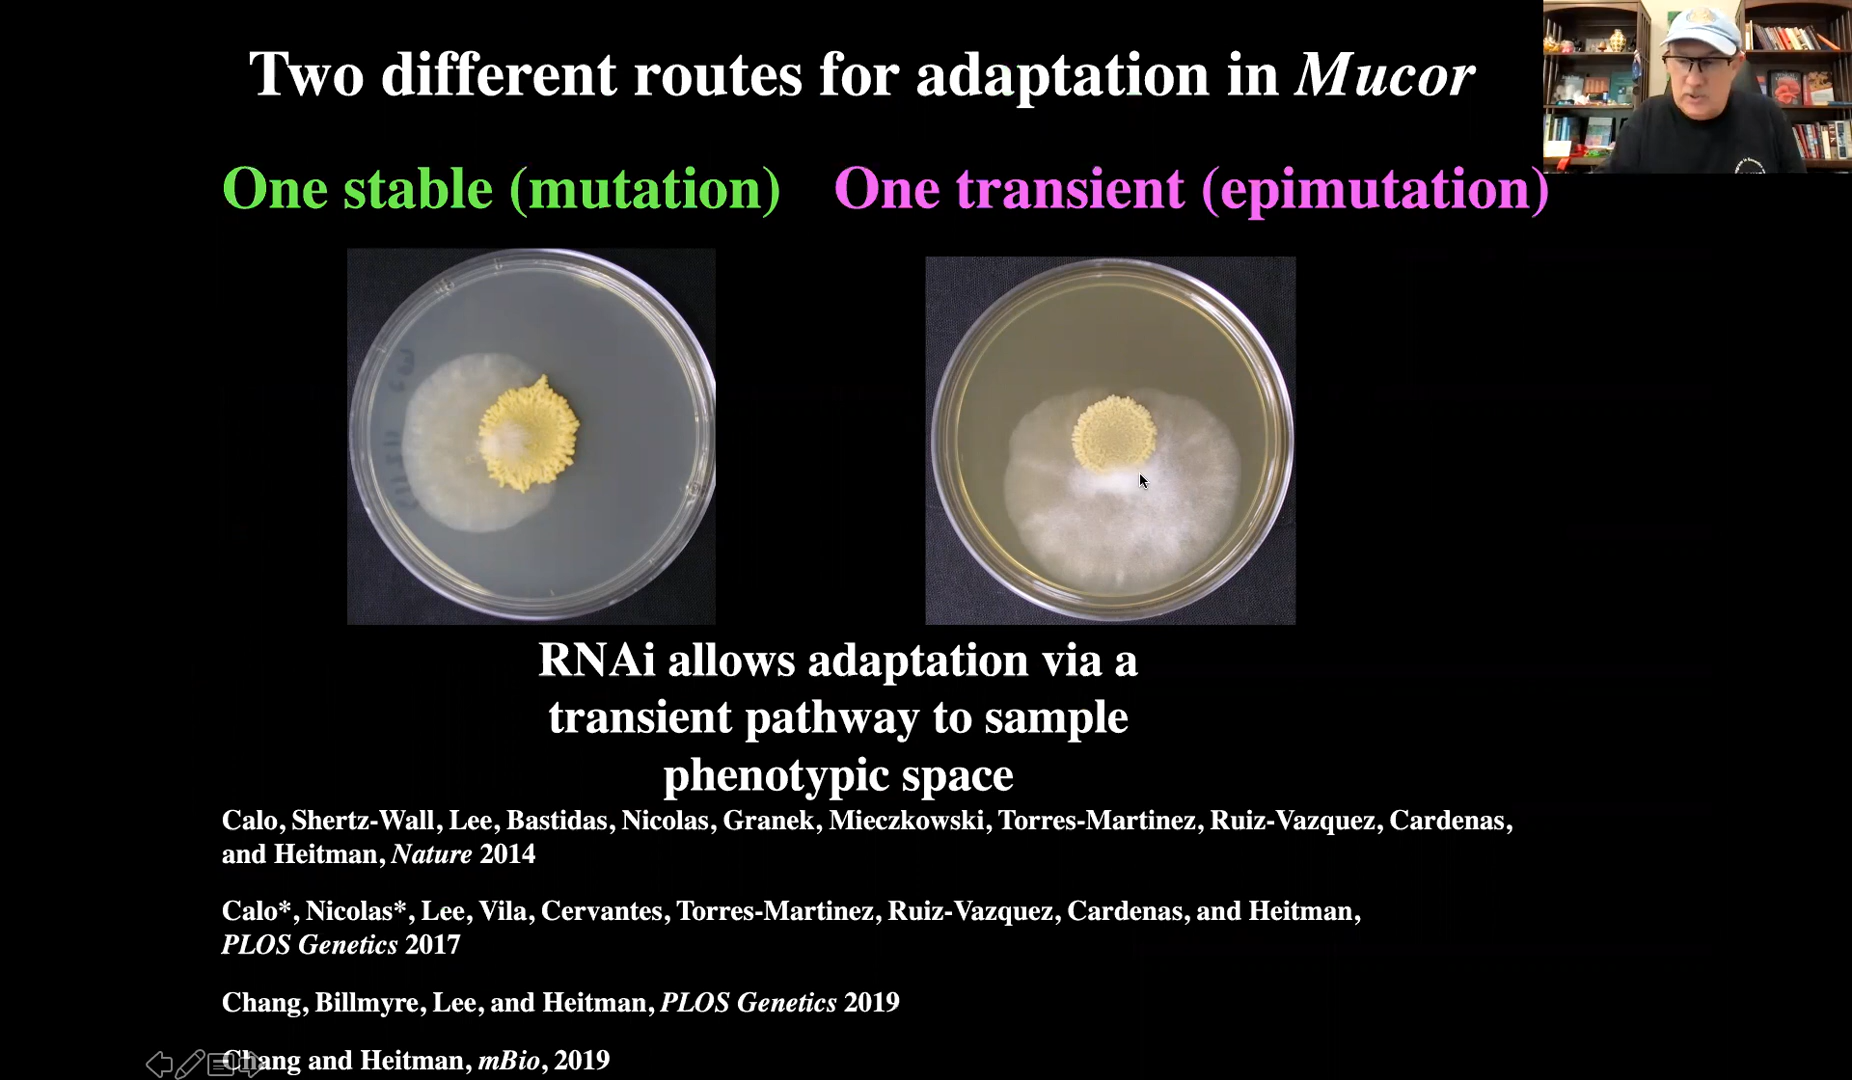 Two different routes for adaptation in Mucor
One stable (mutation)
One transient (epimutation)
RNAi allows adaptation via a
transient pathway to sample
phenotypic space
Calo, Shertz-Wall, Lee, Bastidas, Nicolas, Granek, Mieczkowski, Torres-Martinez, Ruiz-Vazquez, Cardenas,
and Heitman, Nature 2014
Calo*, Nicolas*, Lee, Vila, Cervantes, Torres-Martinez, Ruiz-Vazquez, Cardenas, and Heitman,
PLOS Genetics 2017
Chang, Billmyre, Lee, and Heitman, PLOS Genetics 2019
Chang and Heitman, mBio, 2019